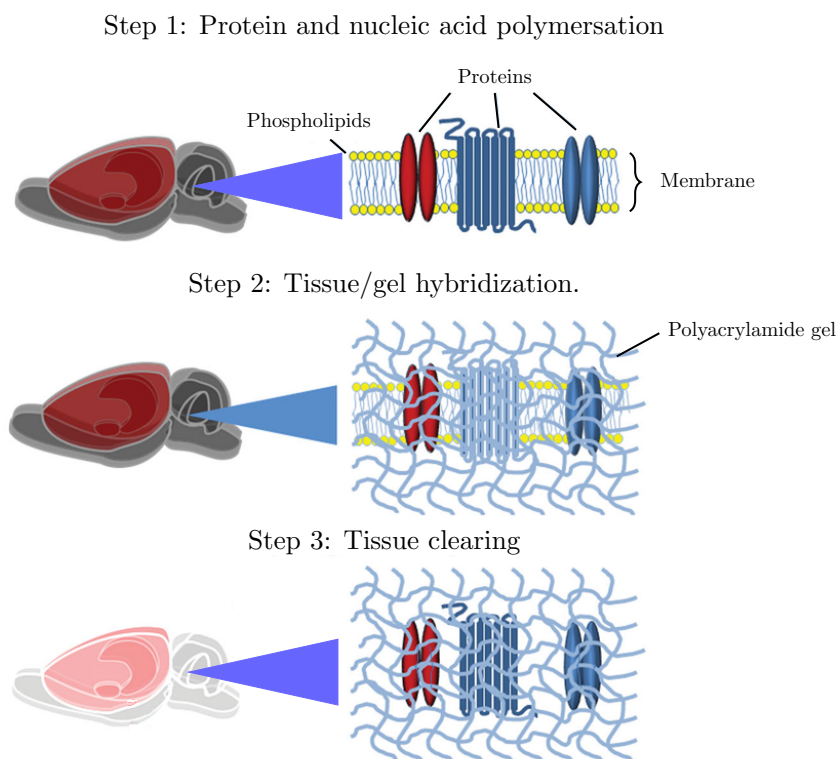 Step 1: Protein and nucleic acid polymersation
Proteins
Phospholipids
Membrane
Step 2: Tissue/gel hybridization.
Polyacrylamide gel
Step 3: Tissue clearing